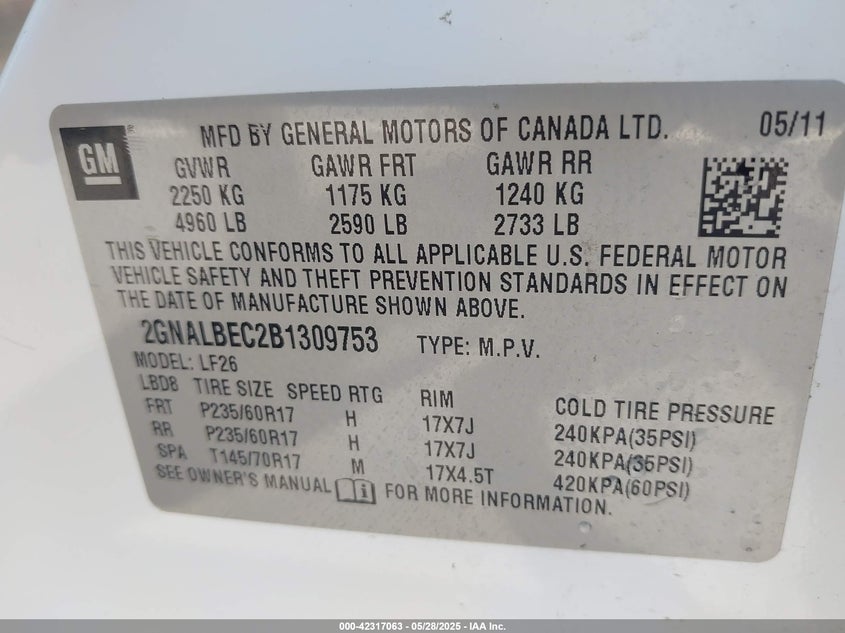 GM
MFD BY GENERAL MOTORS OF CANADA LTD. 05/11
GVWR GAWR FRT GAWR RR
2250 KG 1175 KG 1240 KG
4960 LB 2590 LB 2733 LB
THIS VEHICLE CONFORMS TO ALL APPLICABLE U.S. FEDERAL MOTOR
VEHICLE SAFETY AND THEFT PREVENTION STANDARDS IN EFFECT ON
THE DATE OF MANUFACTURE SHOWN ABOVE.
2GNALBEC2B1309753 TYPE: M.P.V.
MODEL: LF26
LBD8 TIRE SIZE SPEED RTG RIM COLD TIRE PRESSURE
FRT P235/60R17 H 17X7J 240KPA(35PSI)
RR P235/60R17 H 17X7J 240KPA(35PSI)
SPA T145/70R17 M 17X4.5T 420KPA(60PSI)
SEE OWNER'S MANUAL i FOR MORE INFORMATION.
000-42317063 — 05/28/2025 - IAA Inc.